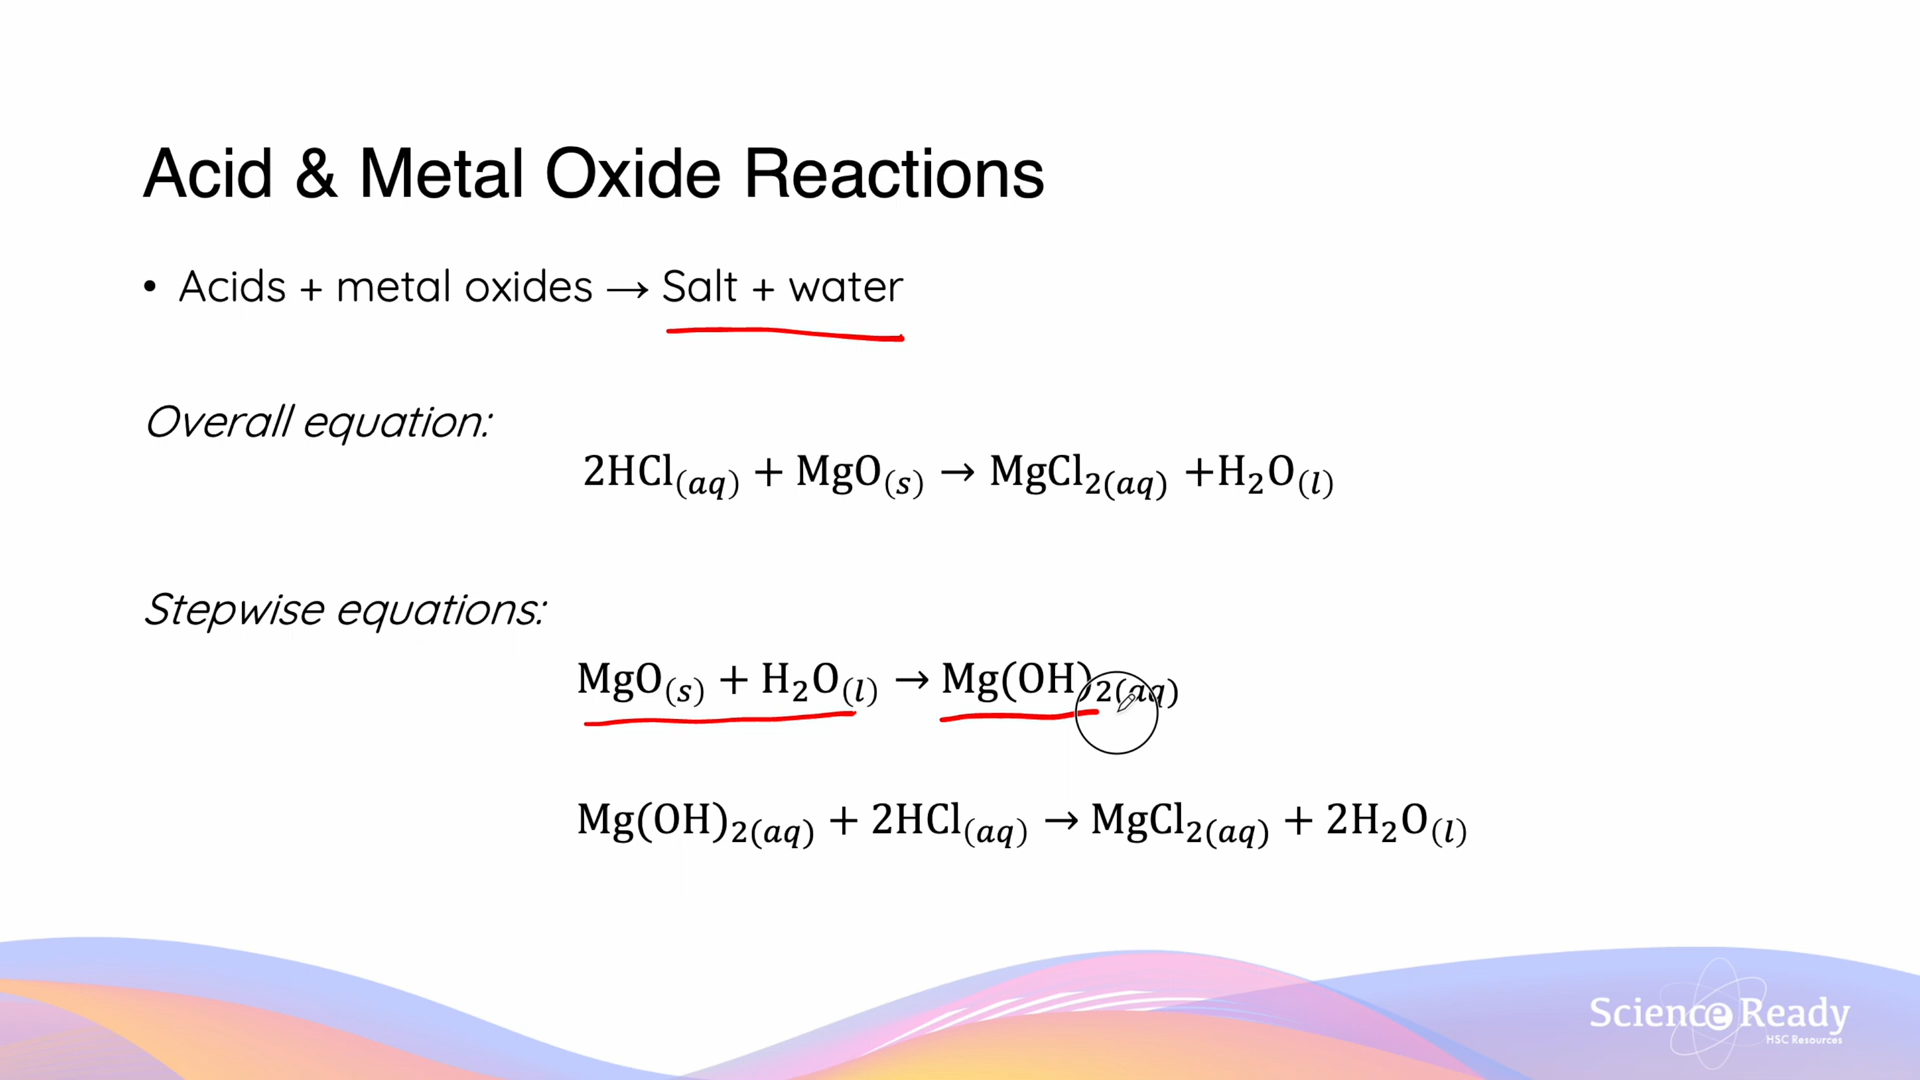 Acid & Metal Oxide Reactions
• Acids + metal oxides → Salt + water
Overall equation:
2HCl(aq) + MgO(s) → MgCl₂(aq) +H₂O(l)
Stepwise equations:
MgO(s) + H₂O(l) → Mg(OH)₂(aq)
Mg(OH)₂(aq) + 2HCl(aq) → MgCl₂(aq) + 2H₂O(l)
Science Ready
HSC Resources